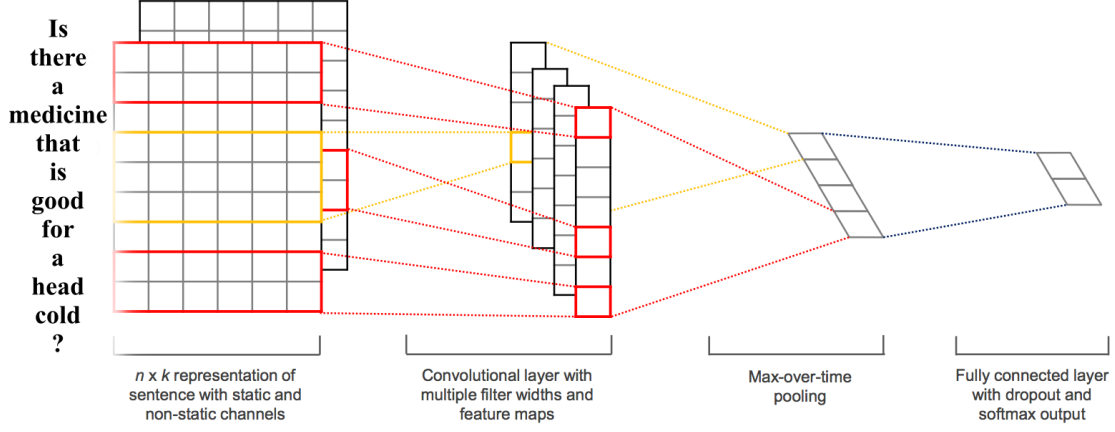 Is
there
a
medicine
that
is
good
for
a
head
cold
?
n x k representation of
sentence with static and
non-static channels
Convolutional layer with
multiple filter widths and
feature maps
Max-over-time
pooling
Fully connected layer
with dropout and
softmax output